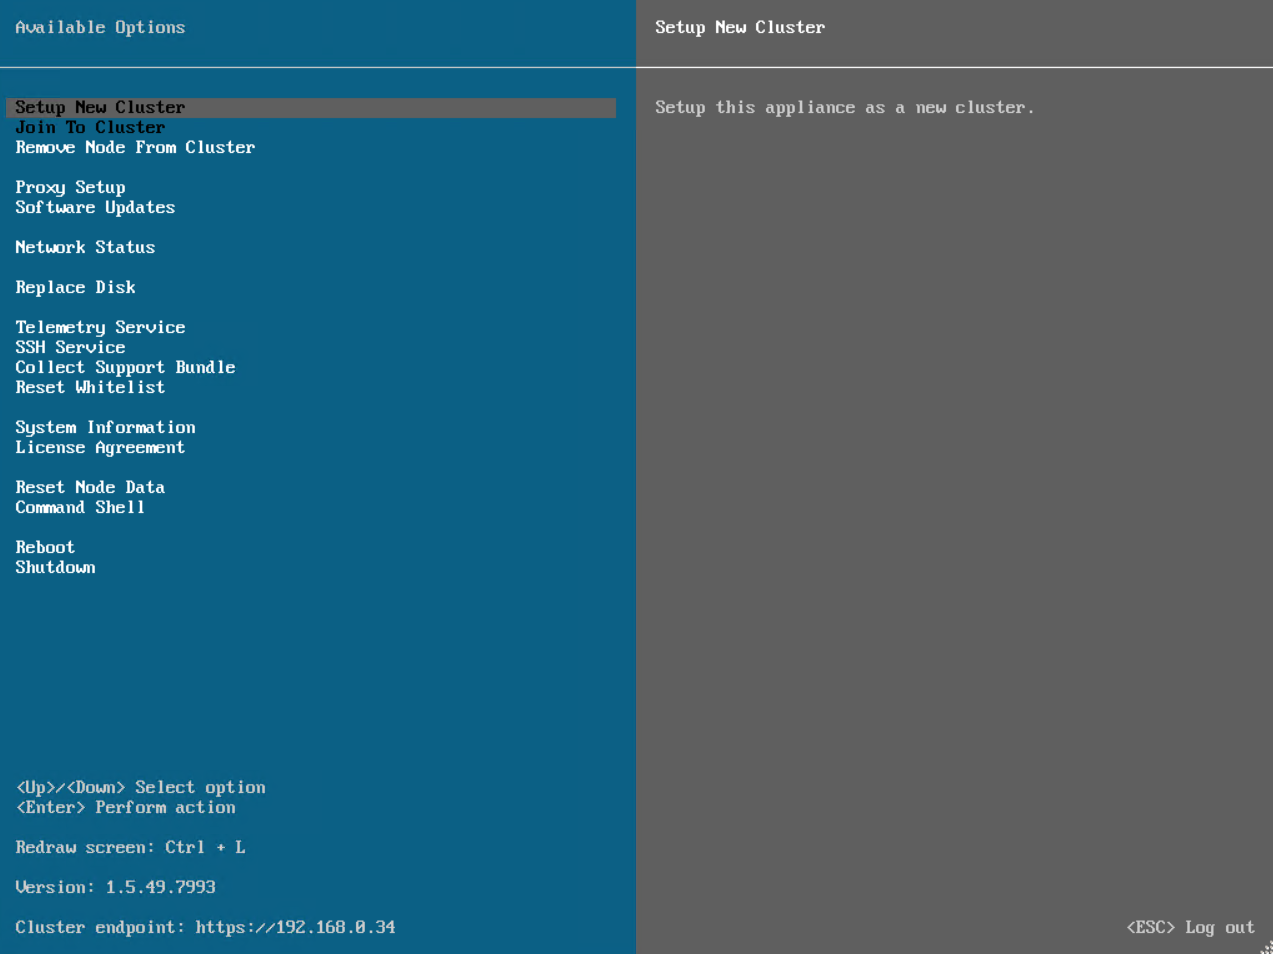 Available Options
Setup New Cluster
Setup New Cluster
Join To Cluster
Remove Node From Cluster
Proxy Setup
Software Updates
Network Status
Replace Disk
Telemetry Service
SSH Service
Collect Support Bundle
Reset Whitelist
System Information
License Agreement
Reset Node Data
Command Shell
Reboot
Shutdown
<Up>/<Down> Select option
<Enter> Perform action
Redraw screen: Ctrl + L
Version: 1.5.49.7993
Cluster endpoint: https://192.168.0.34
Setup this appliance as a new cluster.
<ESC> Log out